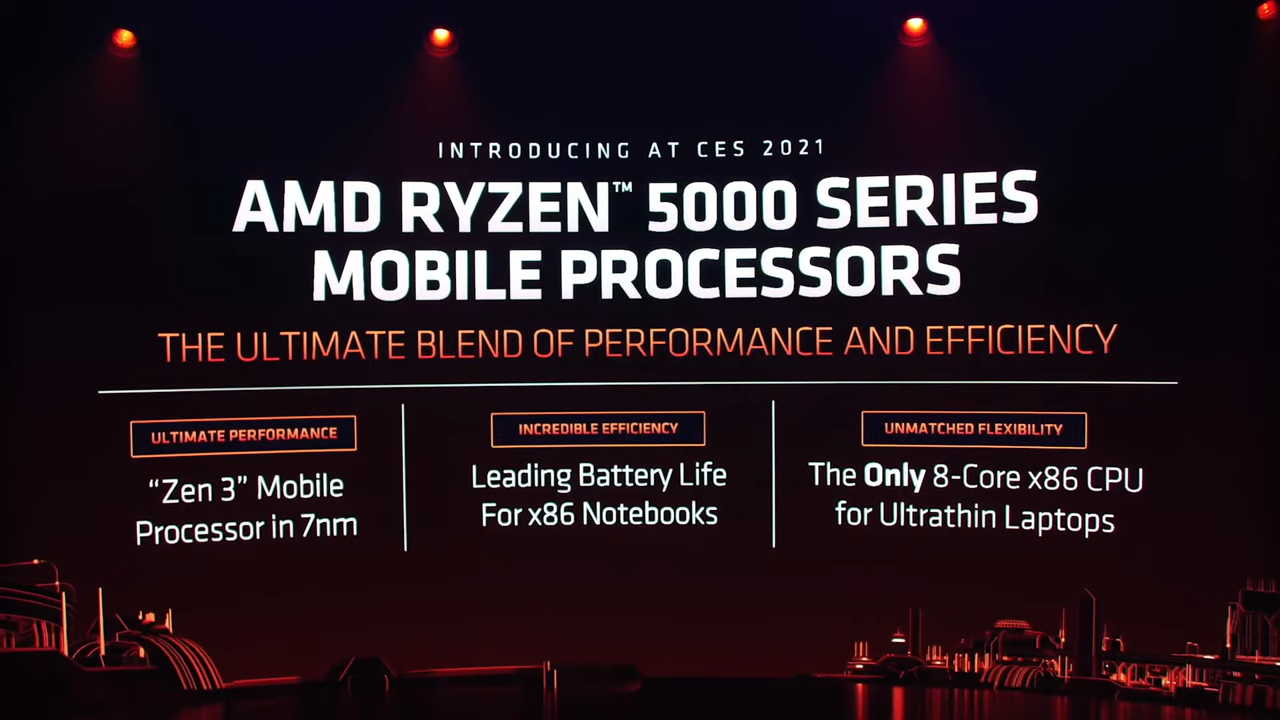 INTRODUCING AT CES 2021
AMD RYZEN™ 5000 SERIES
MOBILE PROCESSORS
THE ULTIMATE BLEND OF PERFORMANCE AND EFFICIENCY
ULTIMATE PERFORMANCE
“Zen 3” Mobile
Processor in 7nm
INCREDIBLE EFFICIENCY
Leading Battery Life
For x86 Notebooks
UNMATCHED FLEXIBILITY
The Only 8-Core x86 CPU
for Ultrathin Laptops